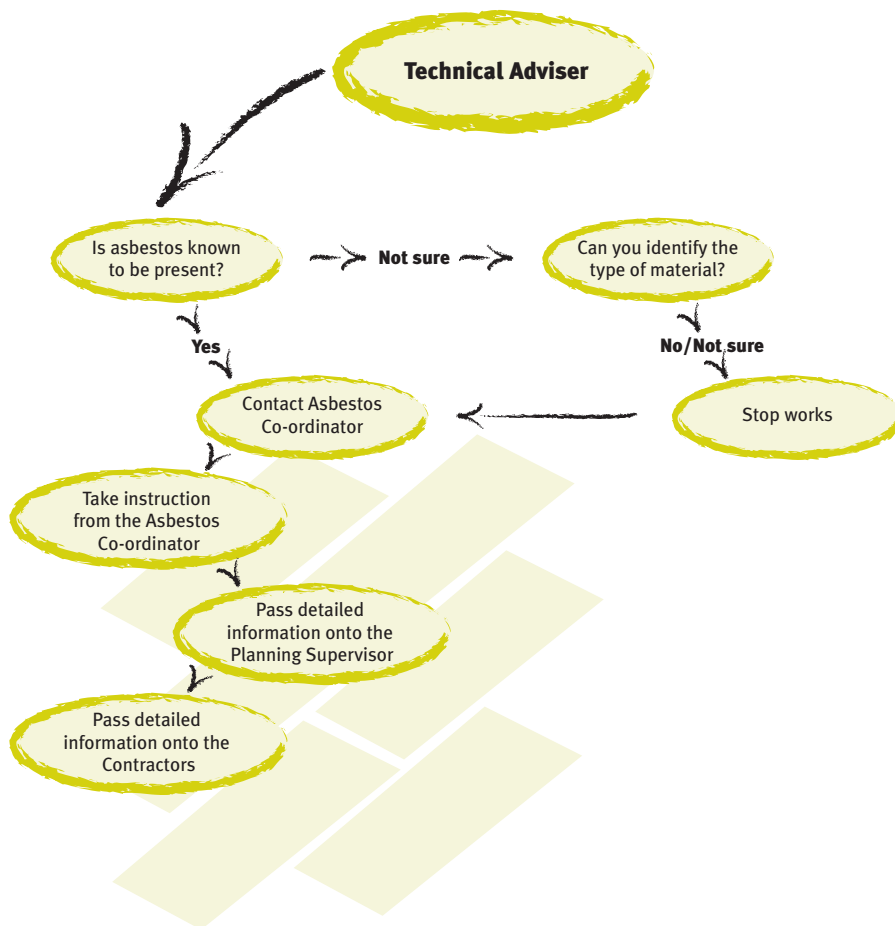 Technical Adviser
Is asbestos known
to be present?
Not sure
Can you identify the
type of material?
Yes
No/Not sure
Contact Asbestos
Co-ordinator
Stop works
Take instruction
from the Asbestos
Co-ordinator
Pass detailed
information onto the
Planning Supervisor
Pass detailed
information onto the
Contractors